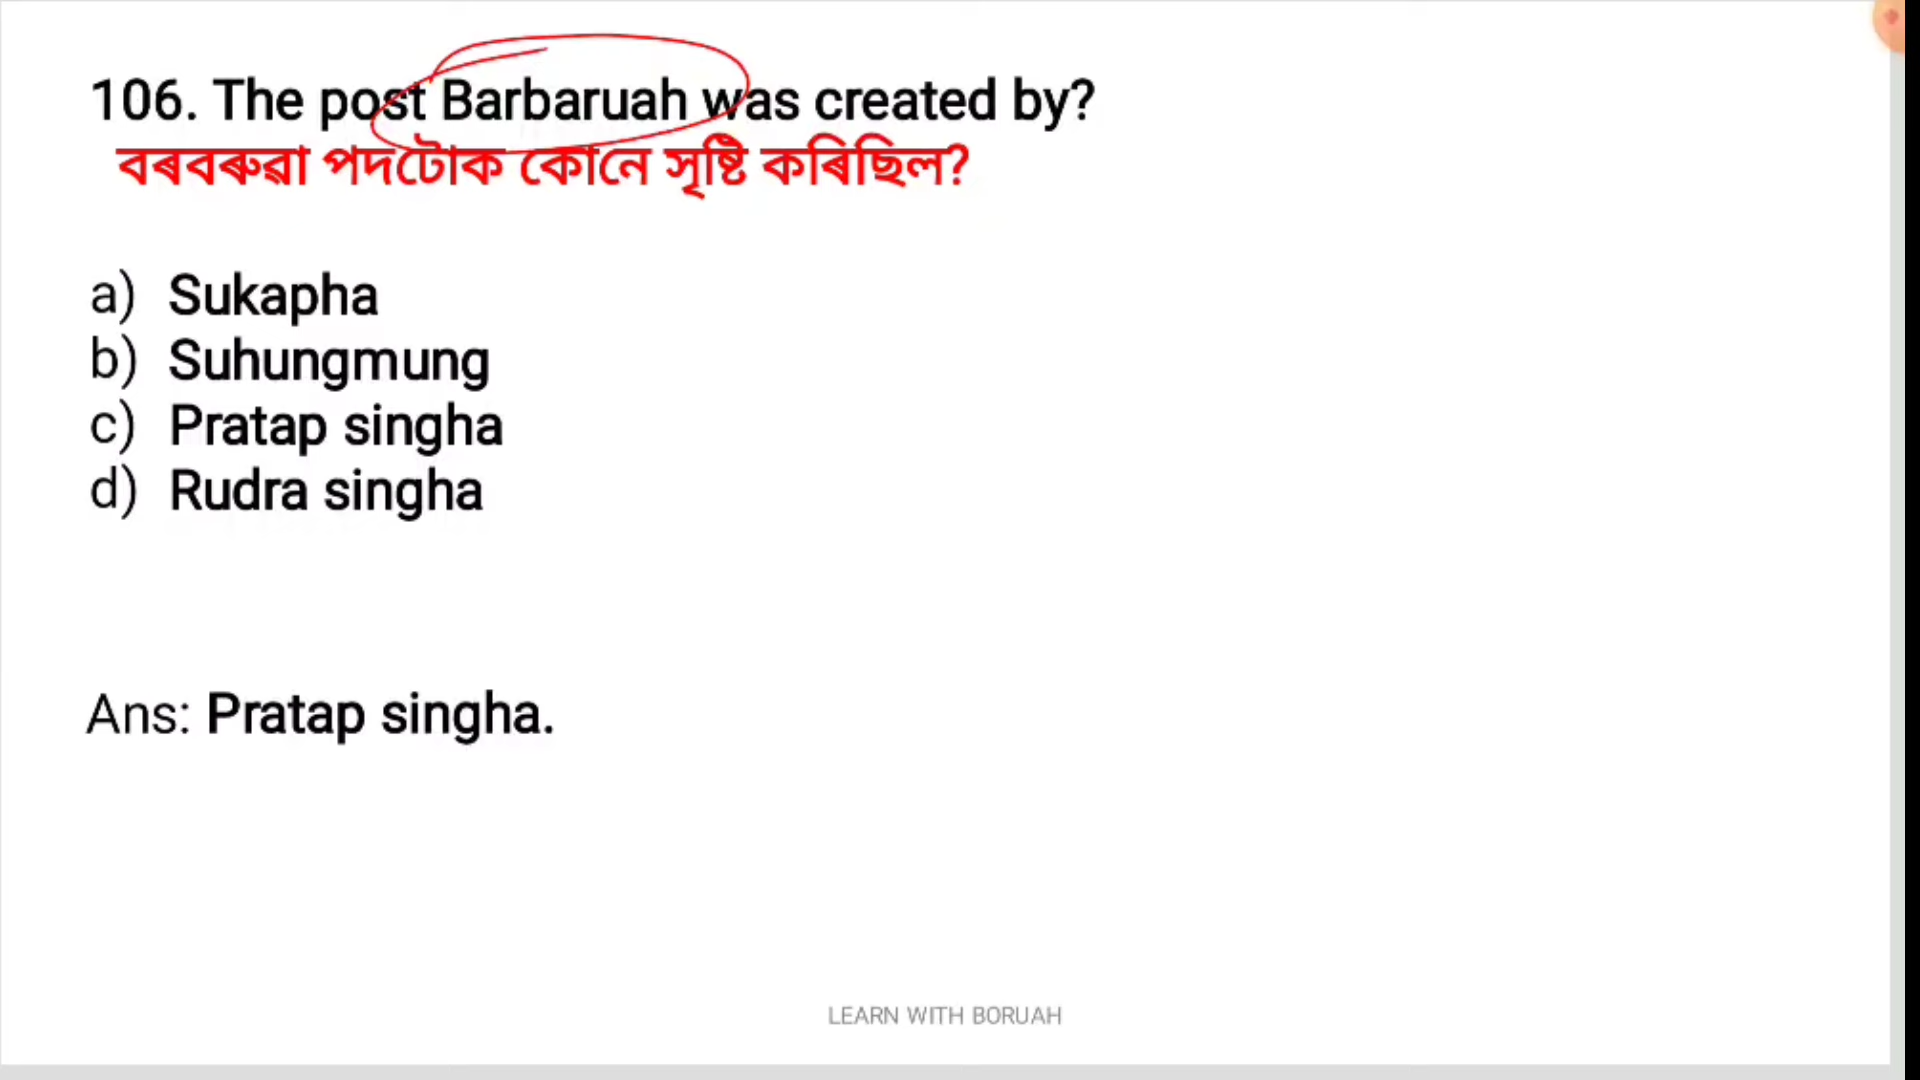 106. The post Barbaruah was created by?
বৰবৰুৱা পদটোক কোনে সৃষ্টি কৰিছিল?
a) Sukapha
b) Suhungmung
c) Pratap singha
d) Rudra singha
Ans: Pratap singha.
LEARN WITH BORUAH